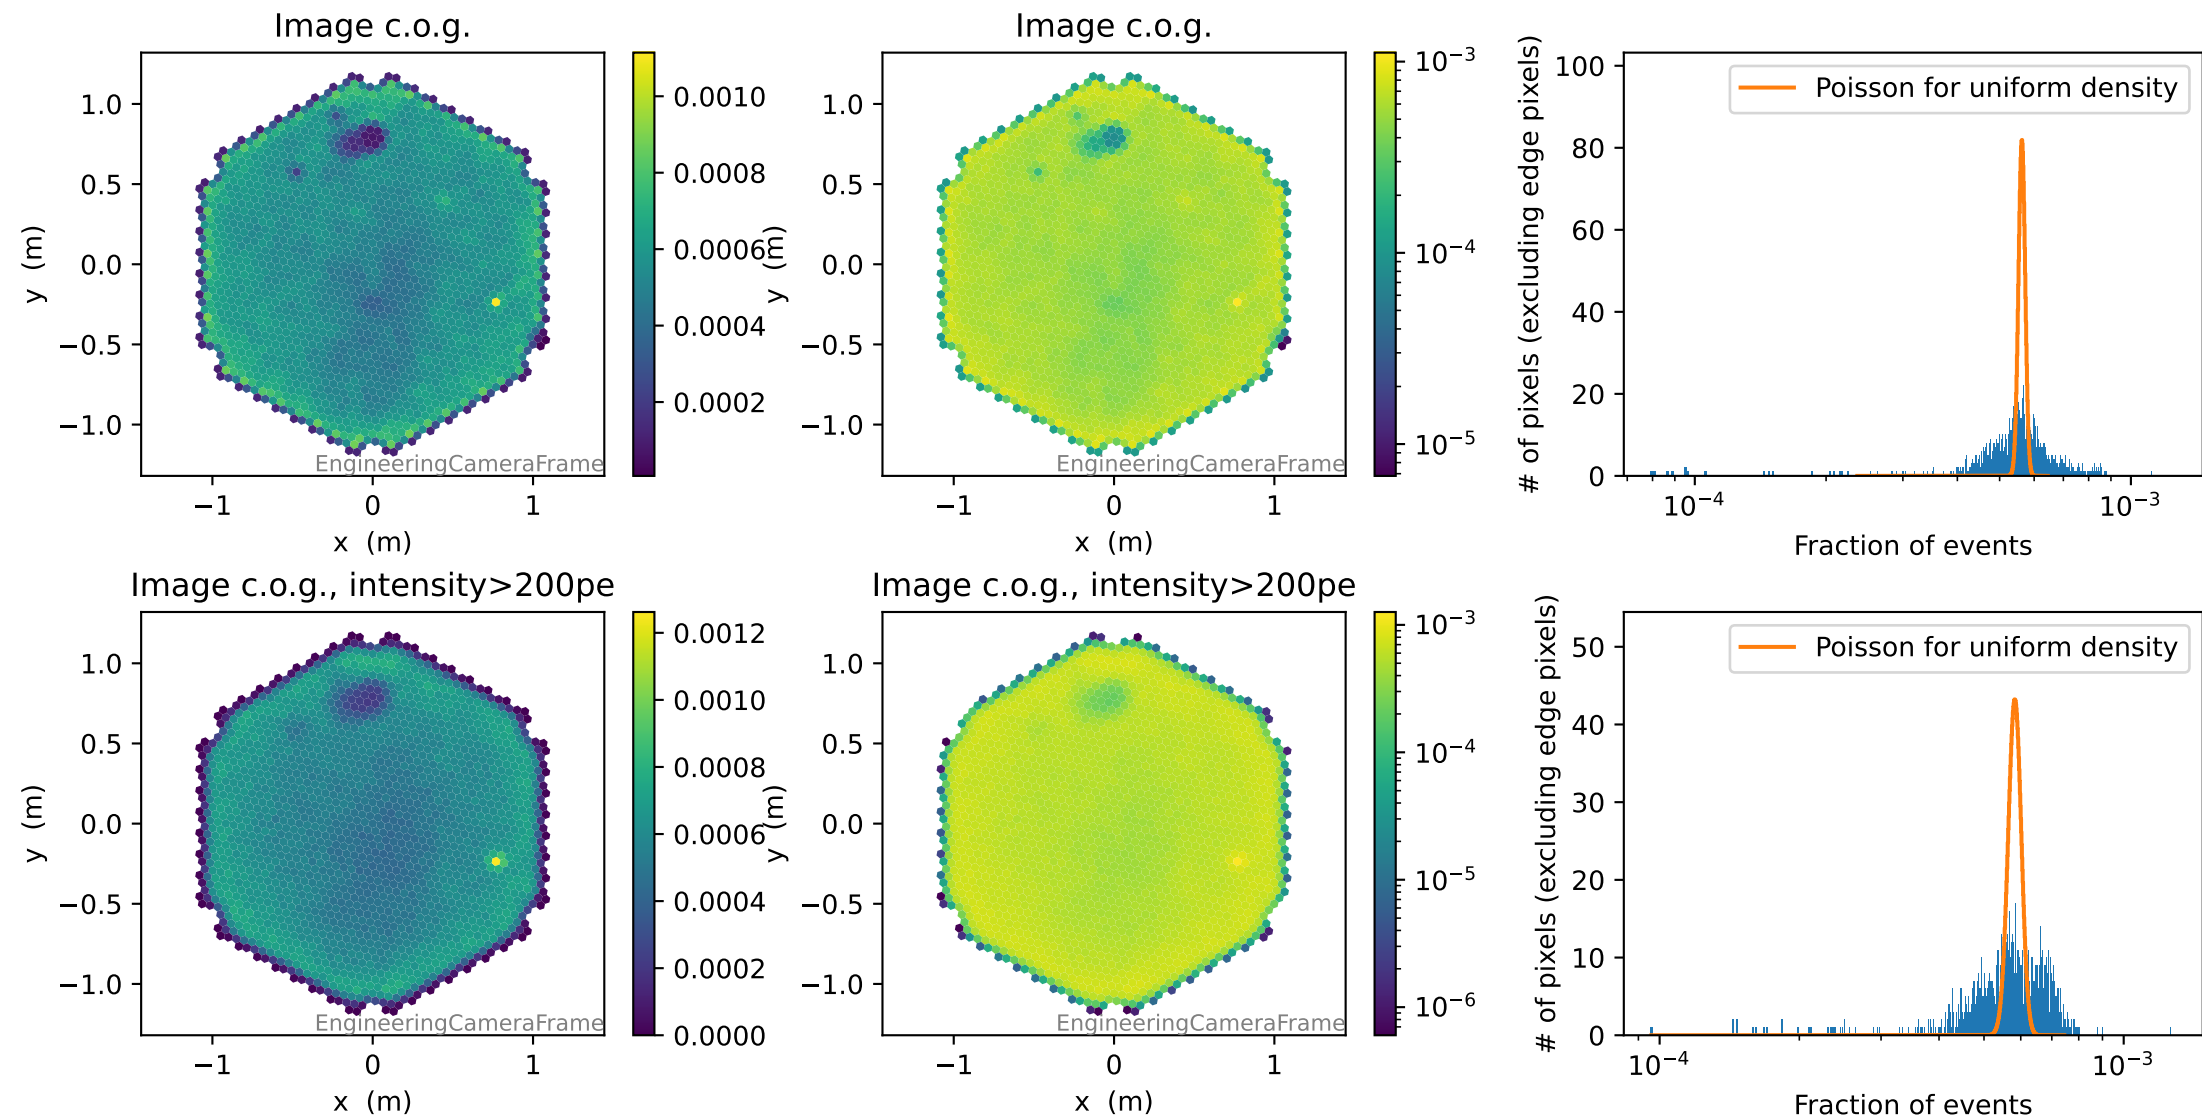 Image c.o.g.
1.0
0.5
0.0
−0.5
−1.0
y (m)
−1 0 1
x (m)
EngineeringCameraFrame
0.0010
0.0008
0.0006
0.0004
0.0002
Image c.o.g.
1.0
0.5
0.0
−0.5
−1.0
y (m)
−1 0 1
x (m)
EngineeringCameraFrame
10⁻³
10⁻⁴
10⁻⁵
Poisson for uniform density
100
80
60
40
20
0
# of pixels (excluding edge pixels)
10⁻⁴ 10⁻³
Fraction of events
Image c.o.g., intensity>200pe
1.0
0.5
0.0
−0.5
−1.0
y (m)
−1 0 1
x (m)
EngineeringCameraFrame
0.0012
0.0010
0.0008
0.0006
0.0004
0.0002
0.0000
Image c.o.g., intensity>200pe
1.0
0.5
0.0
−0.5
−1.0
y (m)
−1 0 1
x (m)
EngineeringCameraFrame
10⁻³
10⁻⁴
10⁻⁵
10⁻⁶
Poisson for uniform density
50
40
30
20
10
0
# of pixels (excluding edge pixels)
10⁻⁴ 10⁻³
Fraction of events